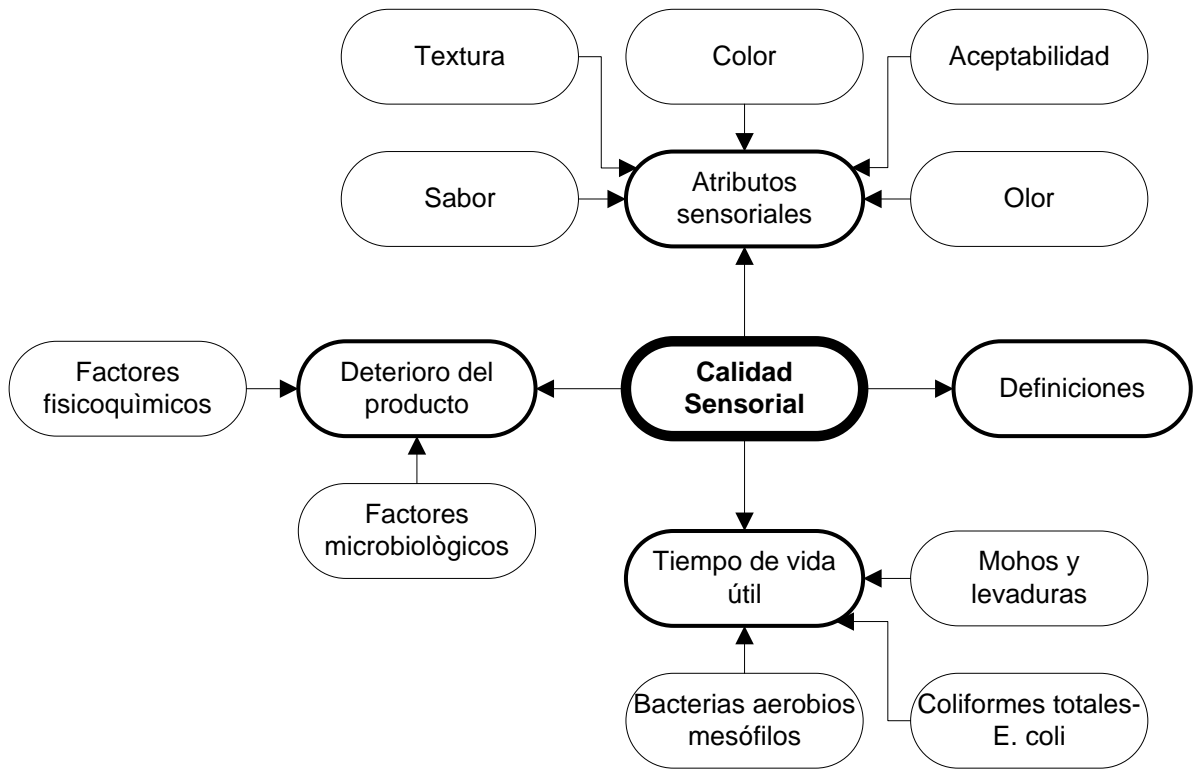 Textura
Color
Aceptabilidad
Sabor
Atributos
sensoriales
Olor
Factores
fisicoquìmicos
Deterioro del
producto
Calidad
Sensorial
Definiciones
Factores
microbiològicos
Tiempo de vida
útil
Mohos y
levaduras
Bacterias aerobios
mesófilos
Coliformes totales-
E. coli